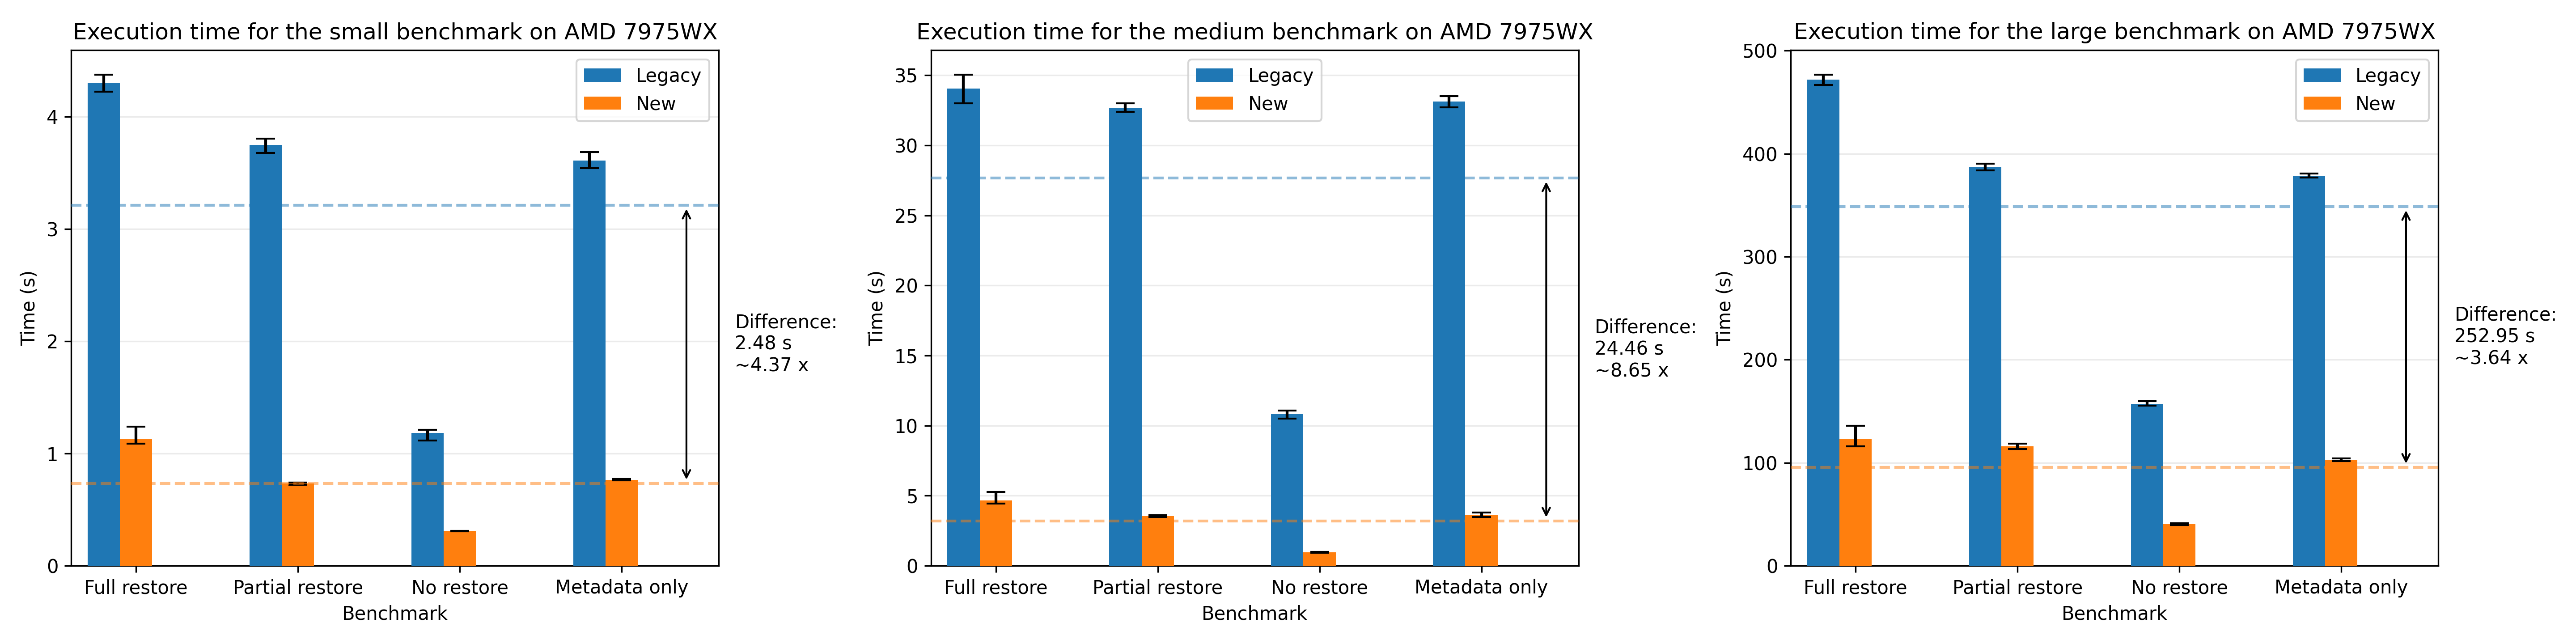 Execution time for the small benchmark on AMD 7975WX
Legacy
New
4
3
2
1
0
Time (s)
Full restore
Partial restore
No restore
Metadata only
Benchmark
Difference:
2.48 s
~4.37 x
Execution time for the medium benchmark on AMD 7975WX
Legacy
New
35
30
25
20
15
10
5
0
Time (s)
Full restore
Partial restore
No restore
Metadata only
Benchmark
Difference:
24.46 s
~8.65 x
Execution time for the large benchmark on AMD 7975WX
Legacy
New
500
400
300
200
100
0
Time (s)
Full restore
Partial restore
No restore
Metadata only
Benchmark
Difference:
252.95 s
~3.64 x